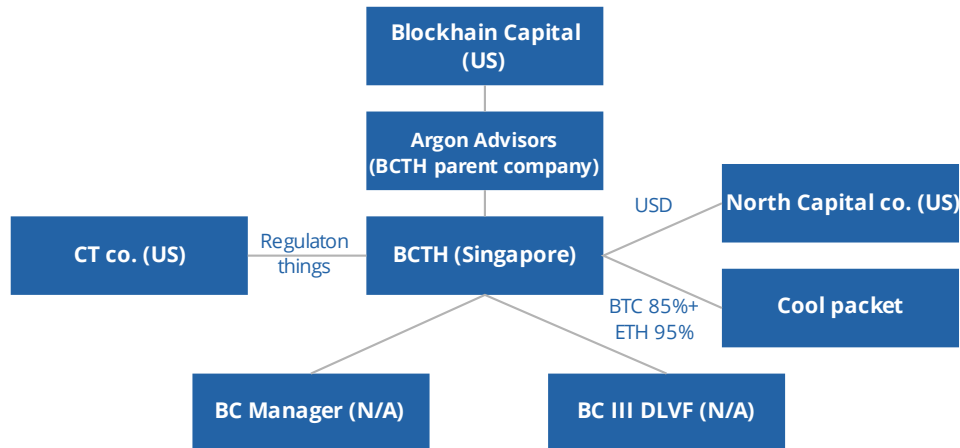 Blockhain Capital
(US)
Argon Advisors
(BCTH parent company)
USD
North Capital co. (US)
CT co. (US)
Regulaton
things
BCTH (Singapore)
BTC 85%+
ETH 95%
Cool packet
BC Manager (N/A)
BC III DLVF (N/A)